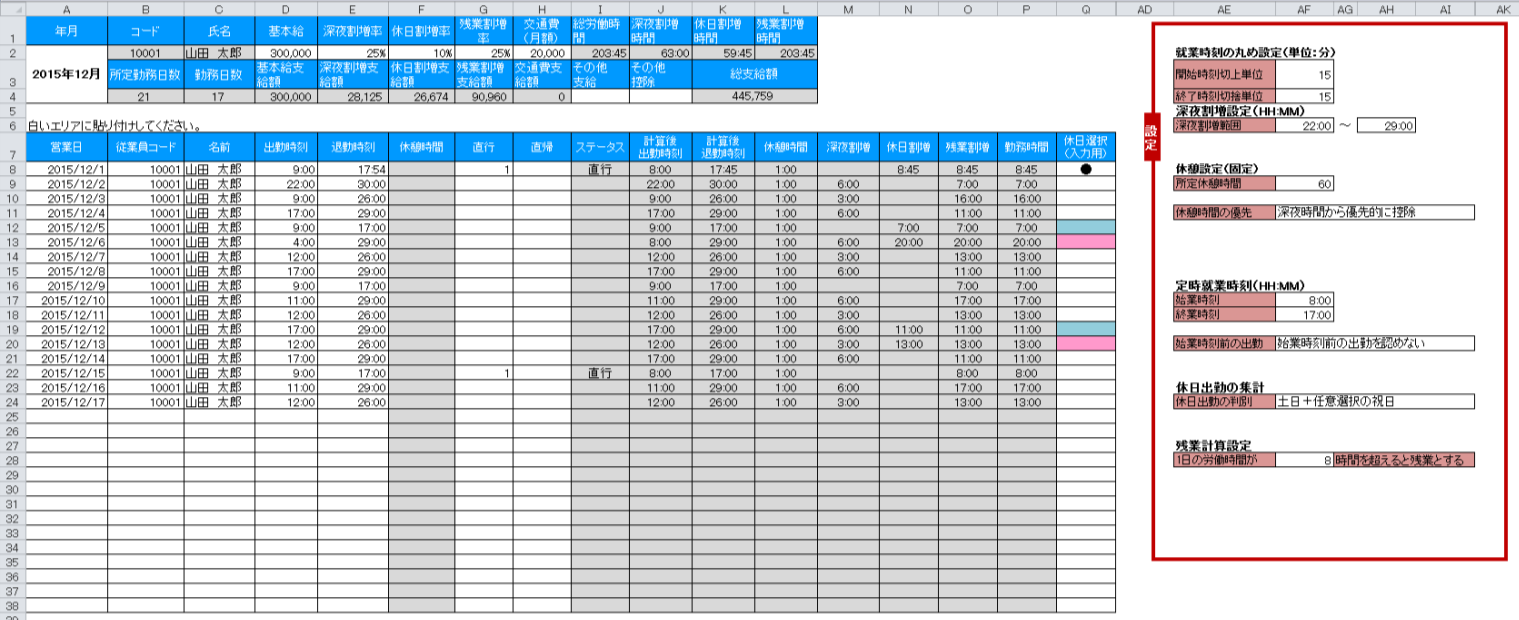 A B C D E F G H I J K L M N O P Q AD AE AF AG AH AI AK
1 年月 コード 氏名 基本給 深夜割増率 休日割増率 残業割増率 交通費(月額) 総労働時間 深夜割増時間 休日割増時間 残業割増時間
2 10001 山田 太郎 300,000 25% 10% 25% 20,000 203:45 63:00 59:45 203:45
2015年12月
3 所定勤務日数 勤務日数 基本給支給額 深夜割増支給額 休日割増支給額 残業割増支給額 交通費支給額 その他支給 その他控除 総支給額
4 21 17 300,000 28,125 26,674 90,960 0 445,759
5
6 白いエリアに貼り付けしてください。
7 営業日 従業員コード 名前 出勤時刻 退勤時刻 休憩時間 直行 直帰 ステータス 計算後出勤時刻 計算後退勤時刻 休憩時間 深夜割増 休日割増 残業割増 勤務時間 休日選択(入力用)
8 2015/12/1 10001 山田 太郎 9:00 17:54 1 直行 8:00 17:45 1:00 8:45 8:45 8:45 ●
9 2015/12/2 10001 山田 太郎 22:00 30:00 22:00 30:00 1:00 6:00 7:00 7:00
10 2015/12/3 10001 山田 太郎 9:00 26:00 9:00 26:00 1:00 3:00 16:00 16:00
11 2015/12/4 10001 山田 太郎 17:00 29:00 17:00 29:00 1:00 6:00 11:00 11:00
12 2015/12/5 10001 山田 太郎 9:00 17:00 9:00 17:00 1:00 7:00 7:00 7:00
13 2015/12/6 10001 山田 太郎 4:00 29:00 8:00 29:00 1:00 6:00 20:00 20:00 20:00
14 2015/12/7 10001 山田 太郎 12:00 26:00 12:00 26:00 1:00 3:00 13:00 13:00
15 2015/12/8 10001 山田 太郎 17:00 29:00 17:00 29:00 1:00 6:00 11:00 11:00
16 2015/12/9 10001 山田 太郎 9:00 17:00 9:00 17:00 1:00 7:00 7:00
17 2015/12/10 10001 山田 太郎 11:00 29:00 11:00 29:00 1:00 6:00 17:00 17:00
18 2015/12/11 10001 山田 太郎 12:00 26:00 12:00 26:00 1:00 3:00 13:00 13:00
19 2015/12/12 10001 山田 太郎 17:00 29:00 17:00 29:00 1:00 6:00 11:00 11:00 11:00
20 2015/12/13 10001 山田 太郎 12:00 26:00 12:00 26:00 1:00 3:00 13:00 13:00 13:00
21 2015/12/14 10001 山田 太郎 17:00 29:00 17:00 29:00 1:00 6:00 11:00 11:00
22 2015/12/15 10001 山田 太郎 9:00 17:00 1 直行 8:00 17:00 1:00 8:00 8:00
23 2015/12/16 10001 山田 太郎 11:00 29:00 11:00 29:00 1:00 6:00 17:00 17:00
24 2015/12/17 10001 山田 太郎 12:00 26:00 12:00 26:00 1:00 3:00 13:00 13:00
25
26
27
28
29
30
31
32
33
34
35
36
37
38
設定
就業時刻の丸め設定(単位:分)
開始時刻切上単位 15
終了時刻切捨単位 15
深夜割増設定(HH:MM)
深夜割増範囲 22:00 ～ 29:00
休憩設定(固定)
所定休憩時間 60
休憩時間の優先 深夜時間から優先的に控除
定時就業時刻(HH:MM)
始業時刻 8:00
終業時刻 17:00
始業時刻前の出勤 始業時刻前の出勤を認めない
休日出勤の集計
休日出勤の判別 土日+任意選択の祝日
残業計算設定
1日の労働時間が 8 時間を超えると残業とする